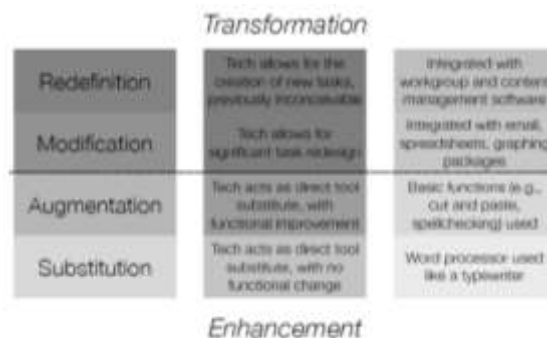 Transformation
Redefinition
Tech allows for the
creation of new tasks,
previously inconceivable
Integrated with
workgroup and content
management software
Modification
Tech allows for
significant task redesign
Integrated with email,
spreadsheets, graphing
packages
Augmentation
Tech acts as direct tool
substitute, with
functional improvement
Basic functions (e.g.,
cut and paste,
spellchecking) used
Substitution
Tech acts as direct tool
substitute, with no
functional change
Word processor used
like a typewriter
Enhancement